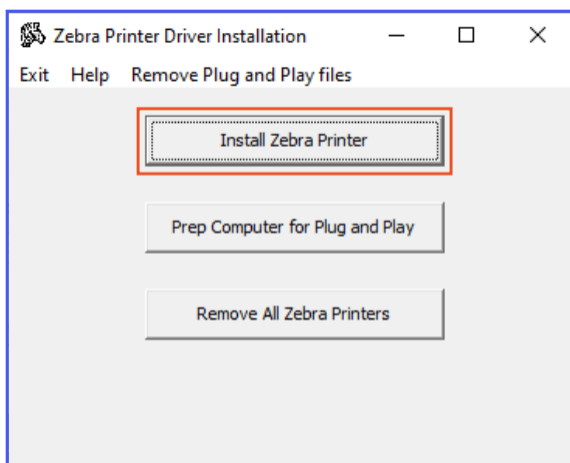 Zebra Printer Driver Installation
Exit Help Remove Plug and Play files
Install Zebra Printer
Prep Computer for Plug and Play
Remove All Zebra Printers